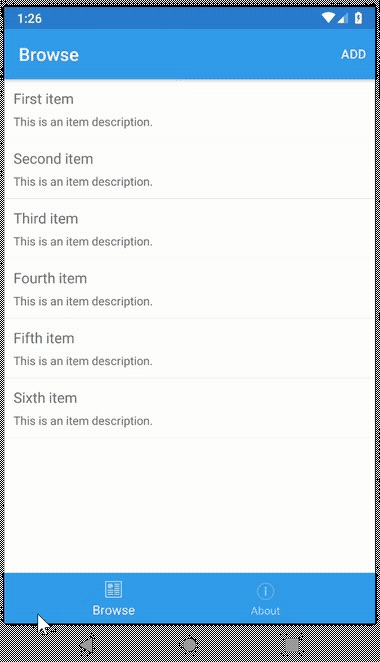 1:26
Browse ADD
First item
This is an item description.
Second item
This is an item description.
Third item
This is an item description.
Fourth item
This is an item description.
Fifth item
This is an item description.
Sixth item
This is an item description.
Browse About